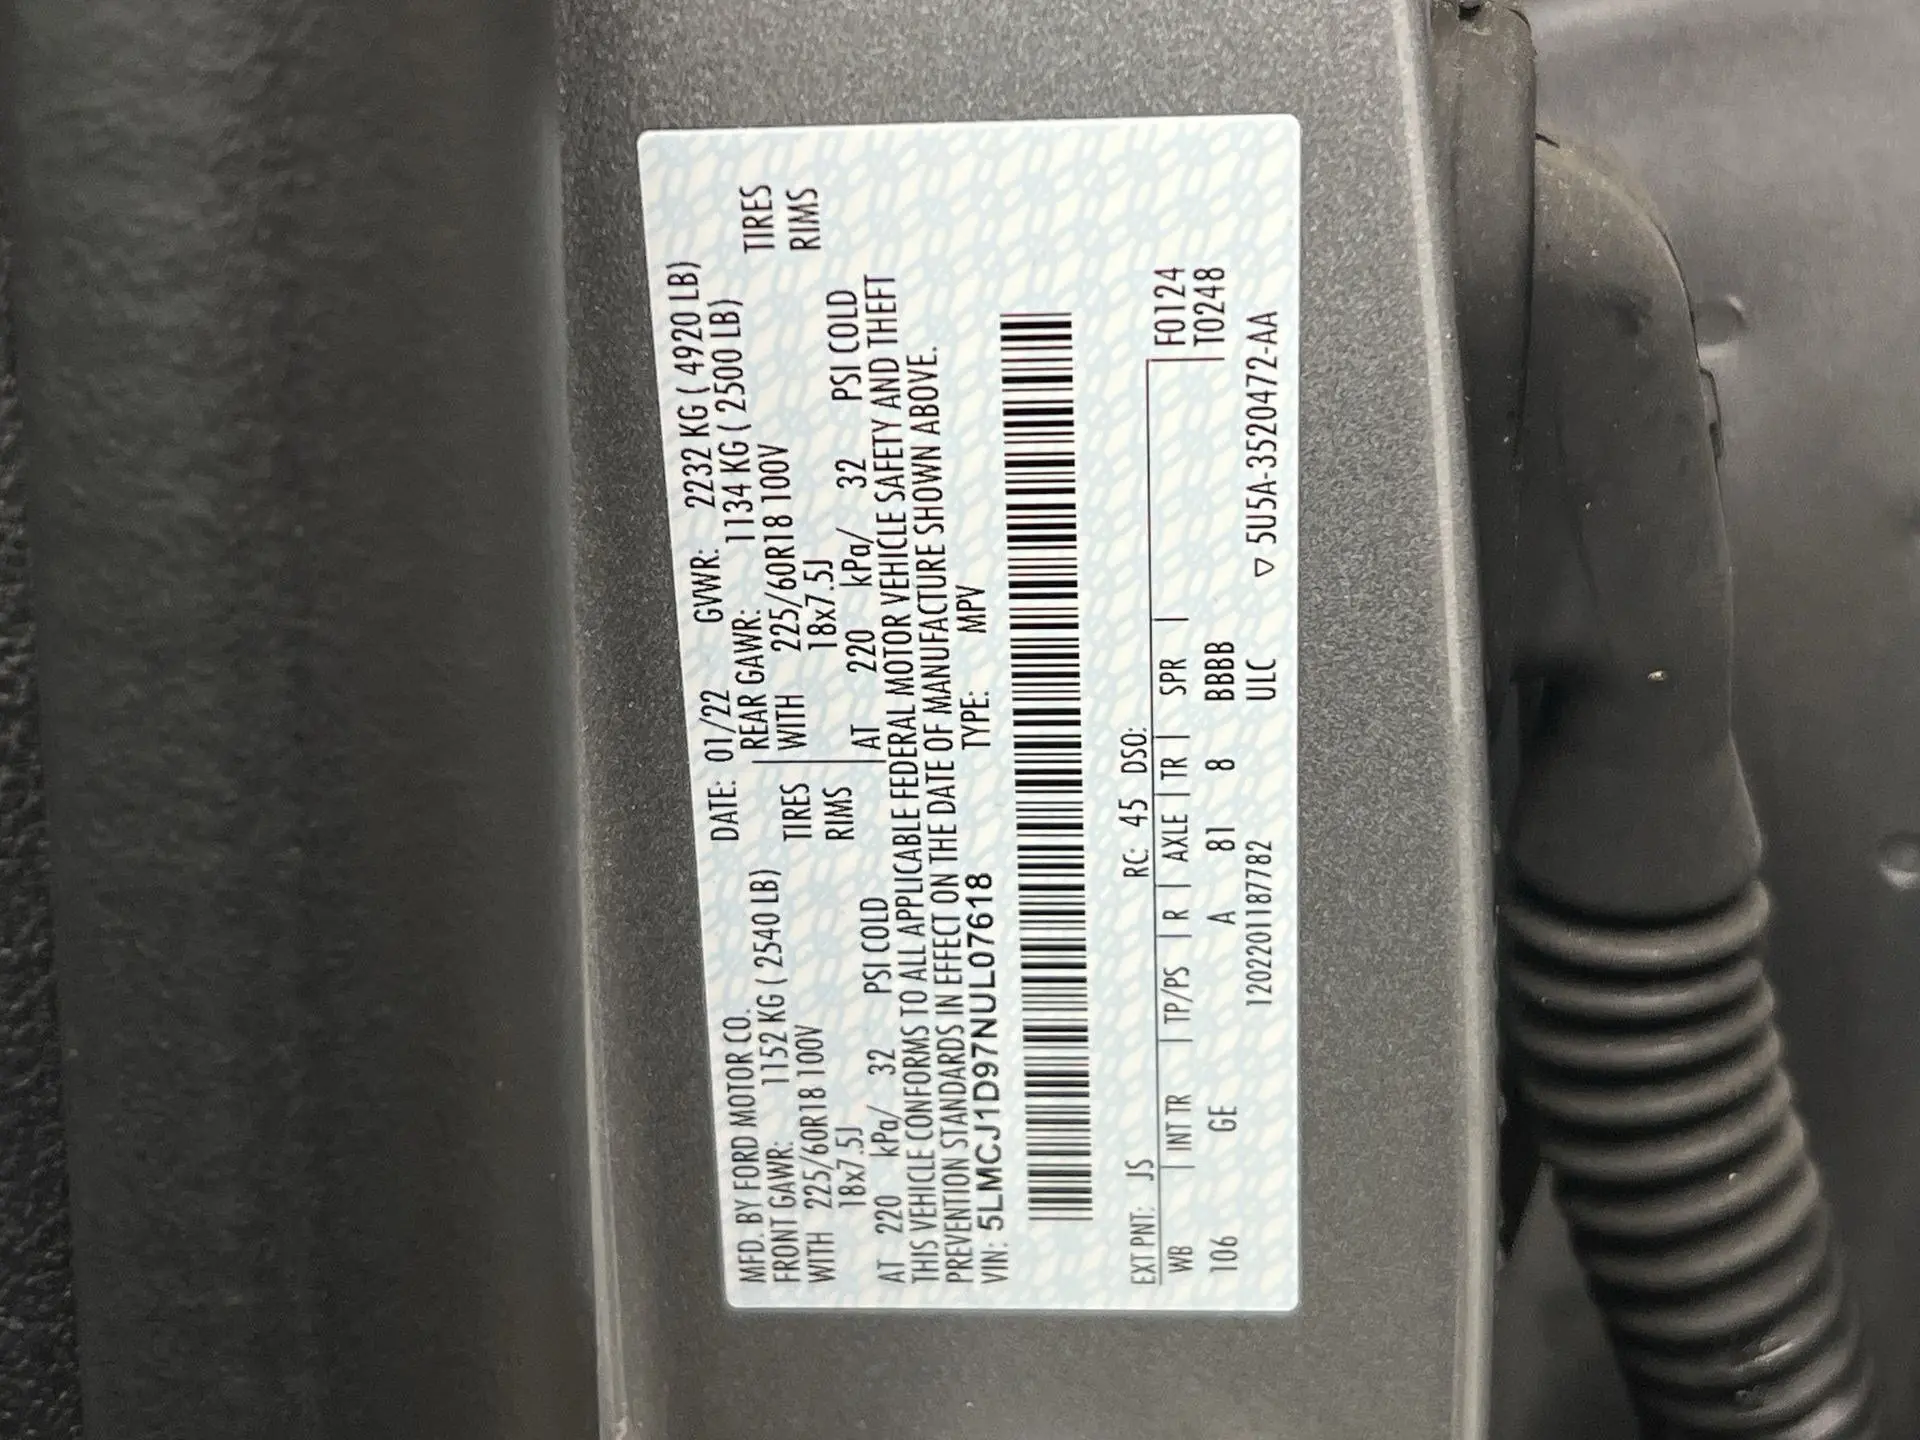 MFD. BY FORD MOTOR CO. DATE: 01/22 GVWR: 2232 KG ( 4920 LB)
FRONT GAWR: 1152 KG ( 2540 LB) REAR GAWR: 1134 KG ( 2500 LB)
WITH 225/60R18 100V TIRES WITH 225/60R18 100V TIRES
18x7.5J RIMS 18x7.5J RIMS
AT 220 kPa/ 32 PSI COLD AT 220 kPa/ 32 PSI COLD
THIS VEHICLE CONFORMS TO ALL APPLICABLE FEDERAL MOTOR VEHICLE SAFETY AND THEFT
PREVENTION STANDARDS IN EFFECT ON THE DATE OF MANUFACTURE SHOWN ABOVE.
VIN: 5LMCJ1D97NUL07618 TYPE: MPV
EXT PNT: JS RC: 45 DSO: F0124
WB INT TR TP/PS R AXLE TR SPR T0248
106 GE A 81 8 BBBB
1202201187782 ULC ▽ 5U5A-3520472-AA